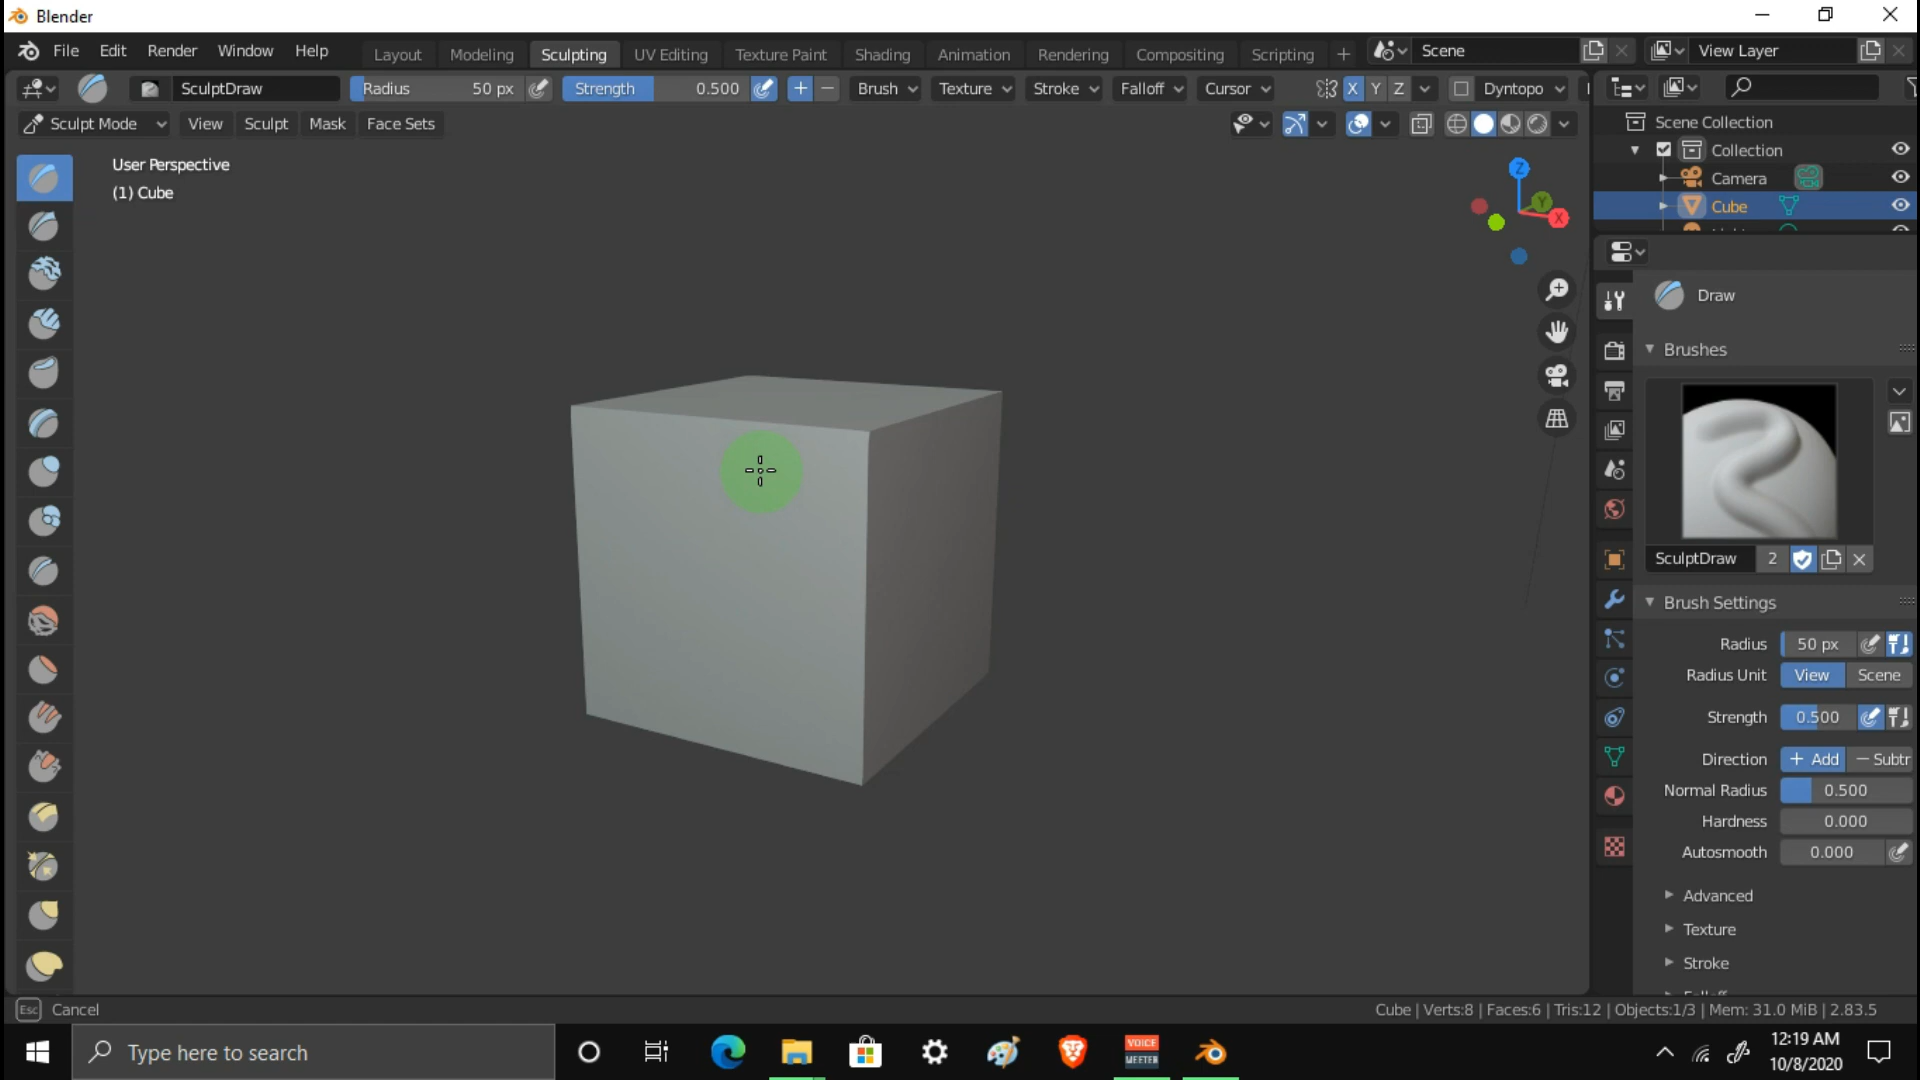 Blender
File Edit Render Window Help Layout Modeling Sculpting UV Editing Texture Paint Shading Animation Rendering Compositing Scripting + Scene View Layer
SculptDraw Radius 50 px Strength 0.500 + − Brush Texture Stroke Falloff Cursor X Y Z Dyntopo
Sculpt Mode View Sculpt Mask Face Sets
User Perspective
(1) Cube
Z
Y
X
Scene Collection
Collection
Camera
Cube
Draw
Brushes
SculptDraw 2
Brush Settings
Radius 50 px
Radius Unit View Scene
Strength 0.500
Direction + Add − Subtr
Normal Radius 0.500
Hardness 0.000
Autosmooth 0.000
Advanced
Texture
Stroke
Esc Cancel
Cube | Verts:8 | Faces:6 | Tris:12 | Objects:1/3 | Mem: 31.0 MiB | 2.83.5
Type here to search
VOICE
MEETER
12:19 AM
10/8/2020